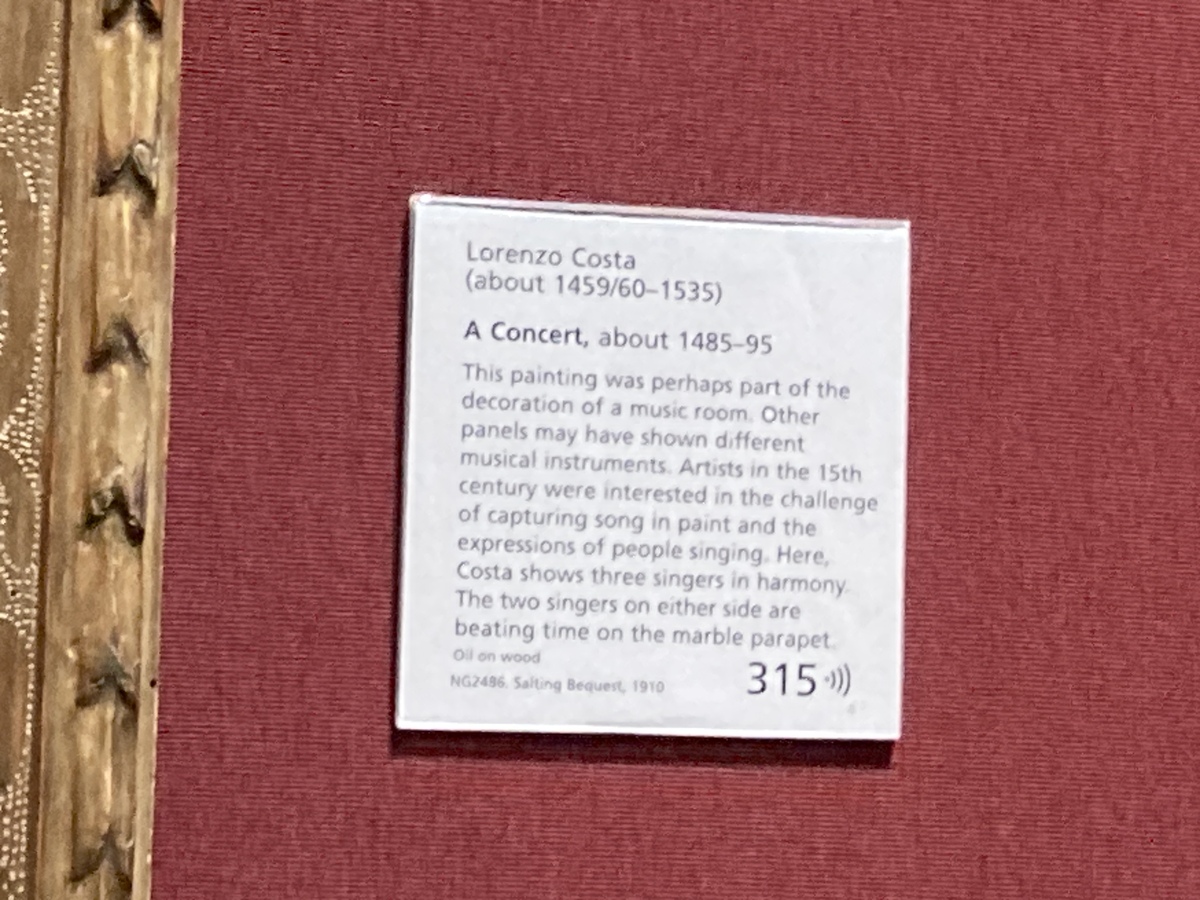 Lorenzo Costa
(about 1459/60–1535)
A Concert, about 1485–95
This painting was perhaps part of the
decoration of a music room. Other
panels may have shown different
musical instruments. Artists in the 15th
century were interested in the challenge
of capturing song in paint and the
expressions of people singing. Here,
Costa shows three singers in harmony.
The two singers on either side are
beating time on the marble parapet.
Oil on wood
NG2486. Salting Bequest, 1910
315